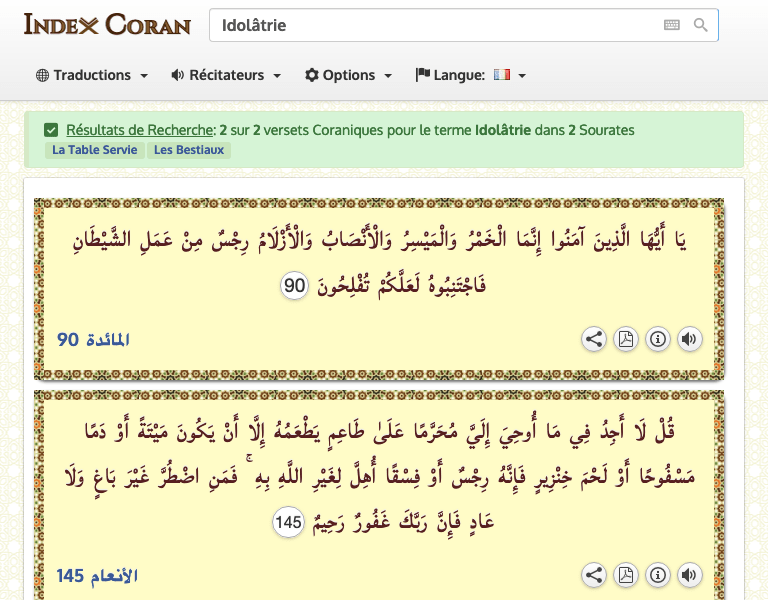 INDEX CORAN
Idolâtrie
Traductions Récitateurs Options Langue:
Résultats de Recherche: 2 sur 2 versets Coraniques pour le terme Idolâtrie dans 2 Sourates
La Table Servie Les Bestiaux
يَا أَيُّهَا الَّذِينَ آمَنُوا إِنَّمَا الْخَمْرُ وَالْمَيْسِرُ وَالْأَنْصَابُ وَالْأَزْلَامُ رِجْسٌ مِنْ عَمَلِ الشَّيْطَانِ
فَاجْتَنِبُوهُ لَعَلَّكُمْ تُفْلِحُونَ 90
المائدة 90
قُلْ لَا أَجِدُ فِي مَا أُوحِيَ إِلَيَّ مُحَرَّمًا عَلَىٰ طَاعِمٍ يَطْعَمُهُ إِلَّا أَنْ يَكُونَ مَيْتَةً أَوْ دَمًا
مَسْفُوحًا أَوْ لَحْمَ خِنْزِيرٍ فَإِنَّهُ رِجْسٌ أَوْ فِسْقًا أُهِلَّ لِغَيْرِ اللَّهِ بِهِ ۚ فَمَنِ اضْطُرَّ غَيْرَ بَاغٍ وَلَا
عَادٍ فَإِنَّ رَبَّكَ غَفُورٌ رَحِيمٌ 145
الأنعام 145